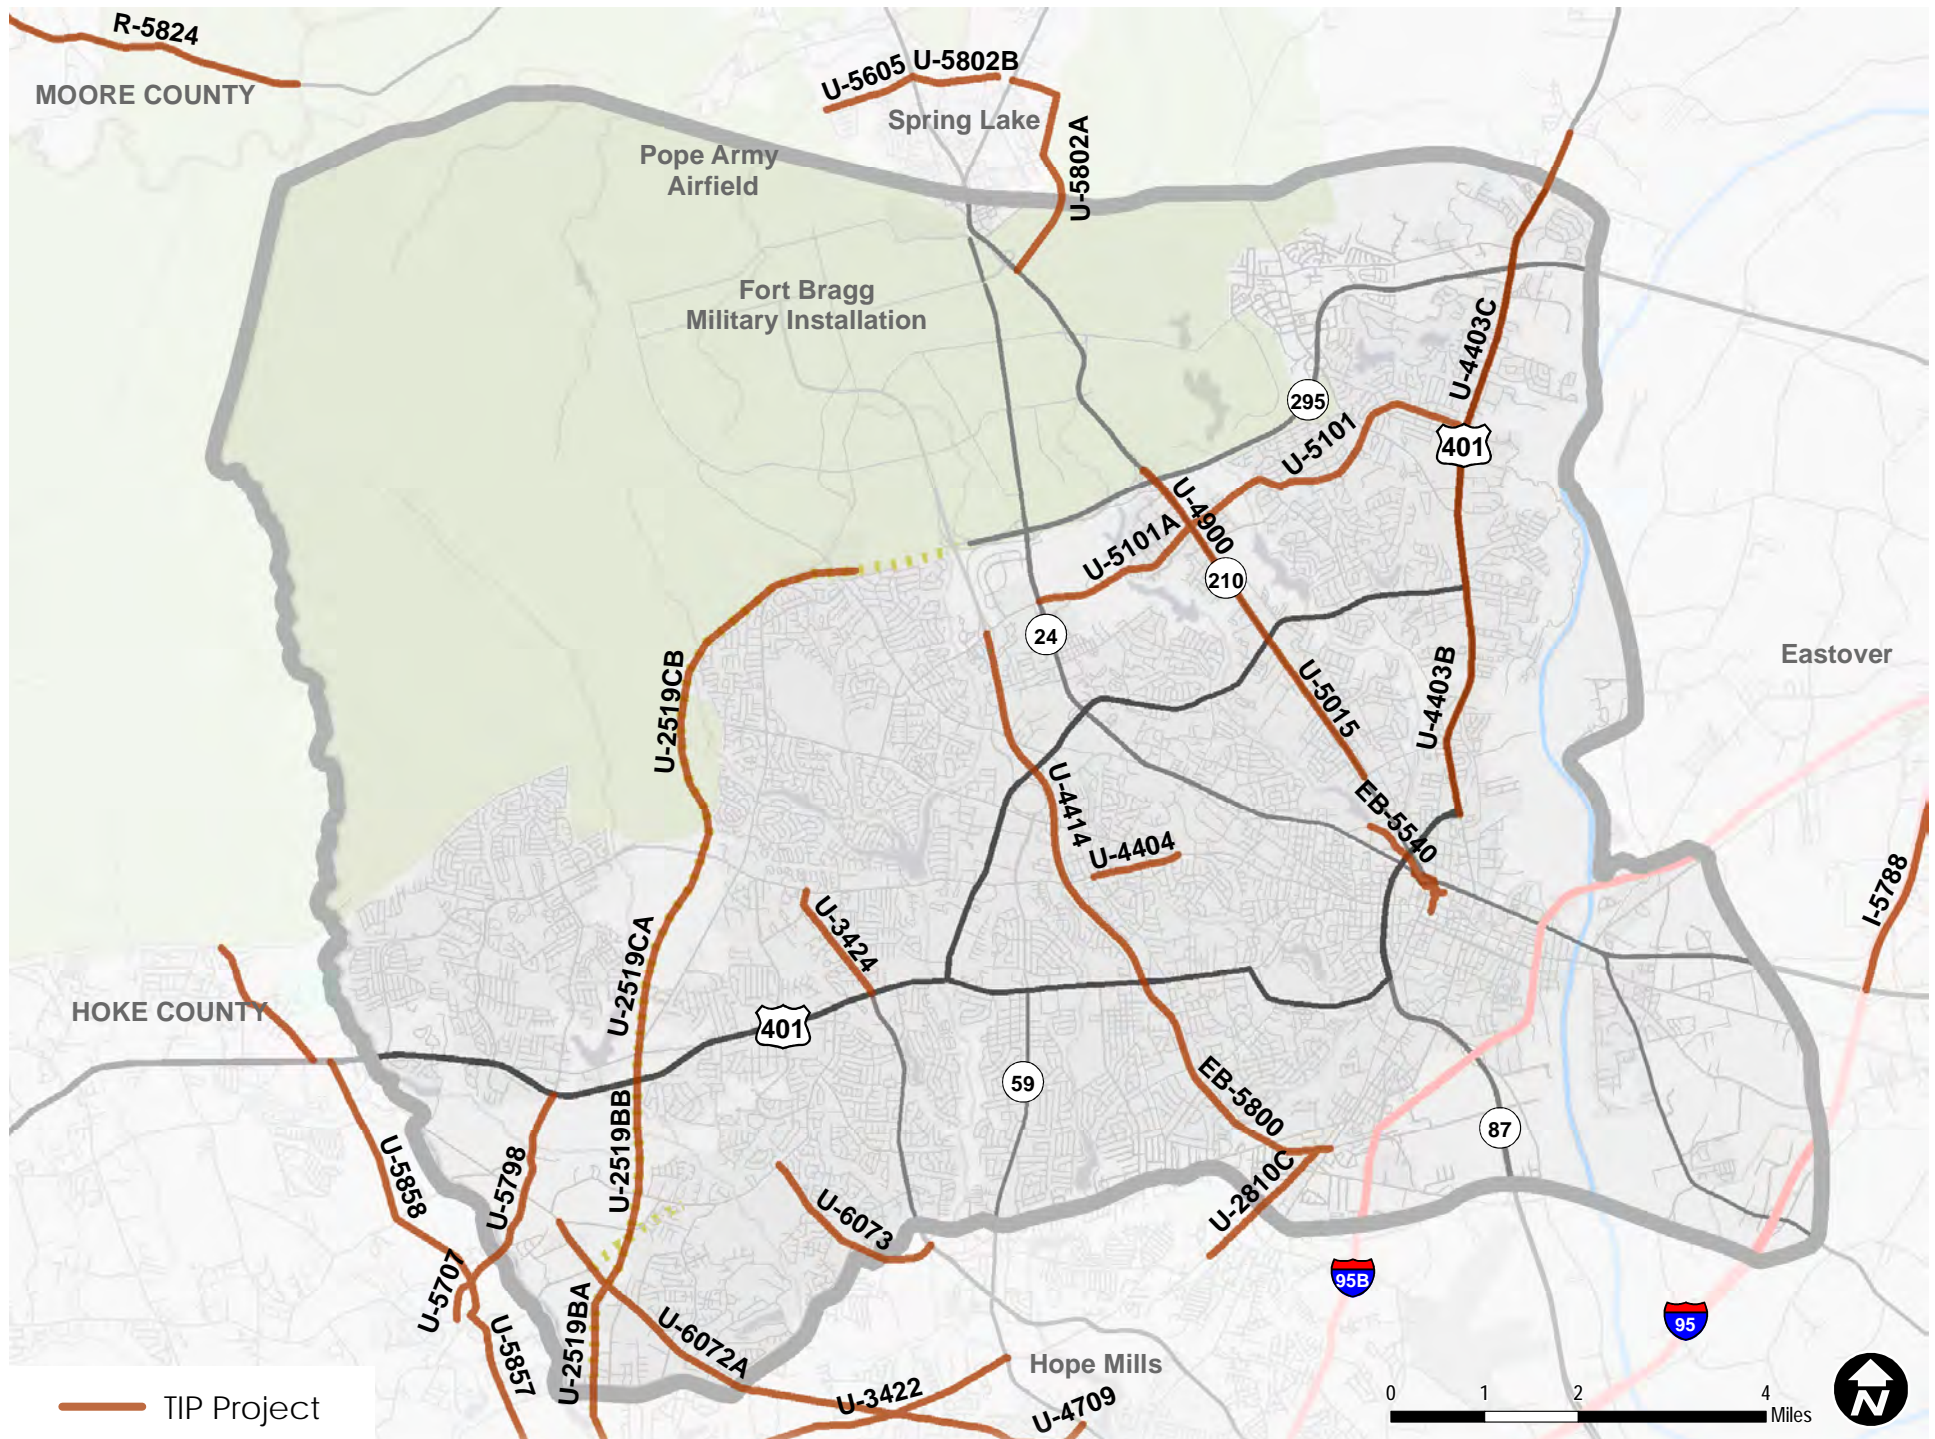 R-5824
MOORE COUNTY
U-5605
U-5802B
Spring Lake
U-5802A
Pope Army
Airfield
Fort Bragg
Military Installation
U-4403C
295
U-5101
401
U-4900
U-5101A
210
24
Eastover
U-2519CB
U-5015
U-4403B
U-4414
EB-5540
U-4404
I-5788
U-3424
U-2519CA
HOKE COUNTY
401
59
EB-5800
87
U-2519BB
U-5858
U-5798
U-2810C
U-6073
U-5707
95B
95
U-2519BA
U-5857
U-6072A
Hope Mills
U-3422
U-4709
TIP Project
0 1 2 4
Miles
N